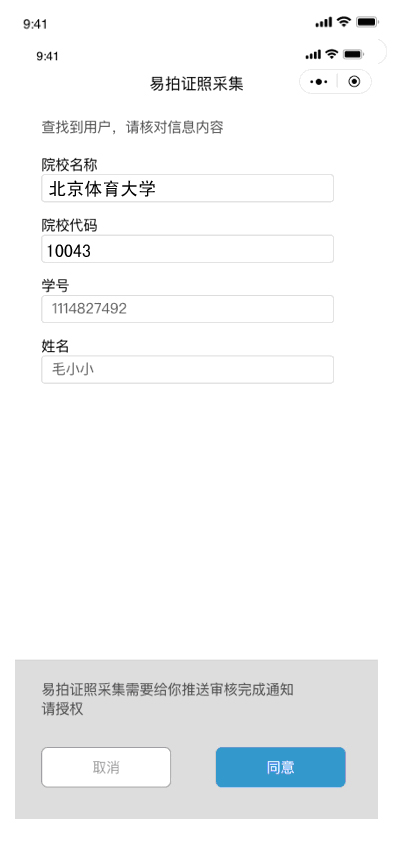 9:41
9:41
易拍证照采集
查找到用户，请核对信息内容
院校名称
北京体育大学
院校代码
10043
学号
1114827492
姓名
毛小小
易拍证照采集需要给你推送审核完成通知
请授权
取消
同意